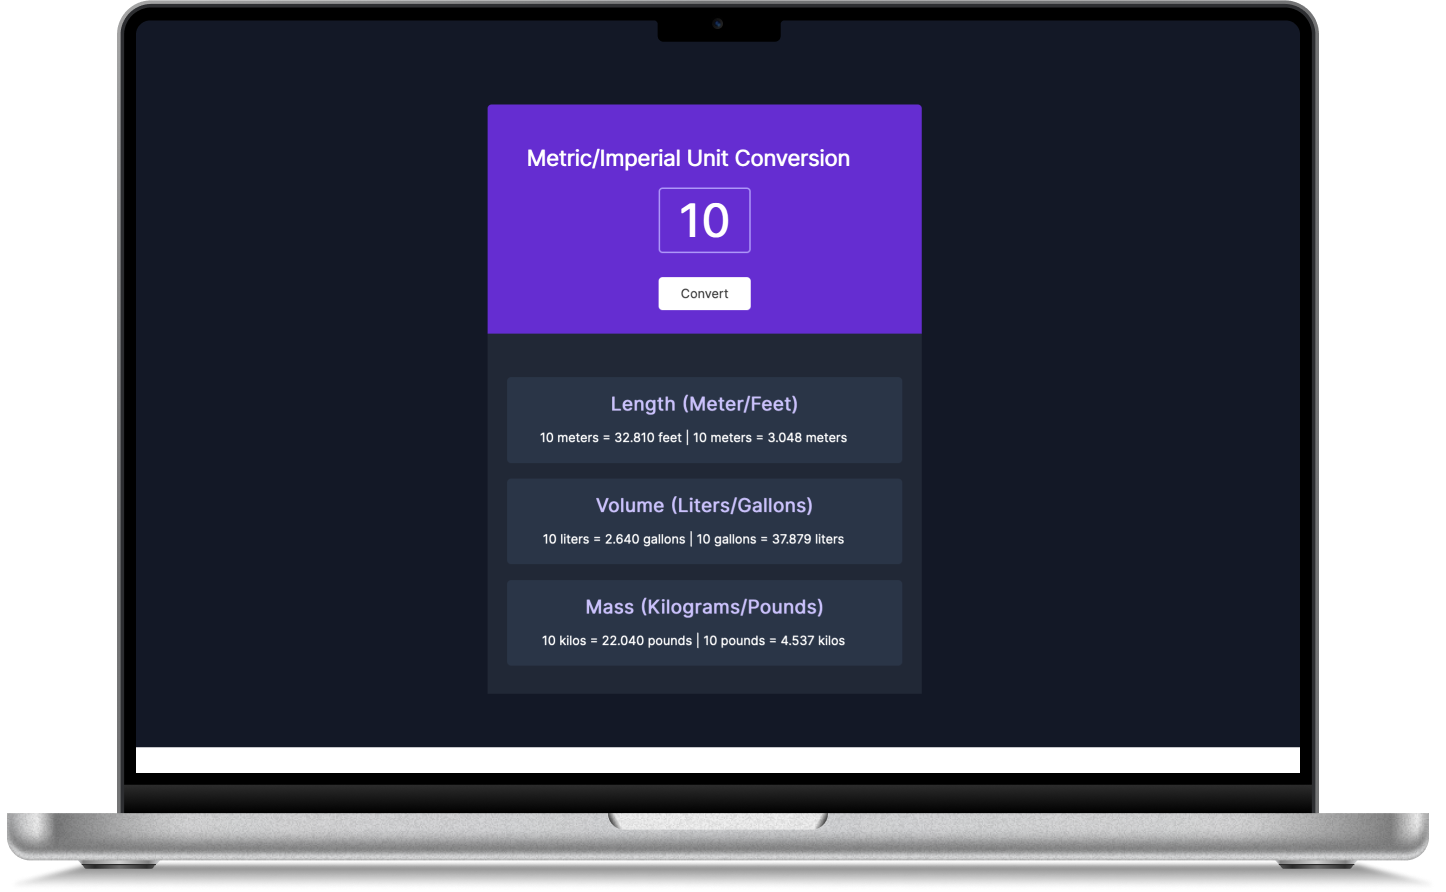 Metric/Imperial Unit Conversion
10
Convert
Length (Meter/Feet)
10 meters = 32.810 feet | 10 meters = 3.048 meters
Volume (Liters/Gallons)
10 liters = 2.640 gallons | 10 gallons = 37.879 liters
Mass (Kilograms/Pounds)
10 kilos = 22.040 pounds | 10 pounds = 4.537 kilos